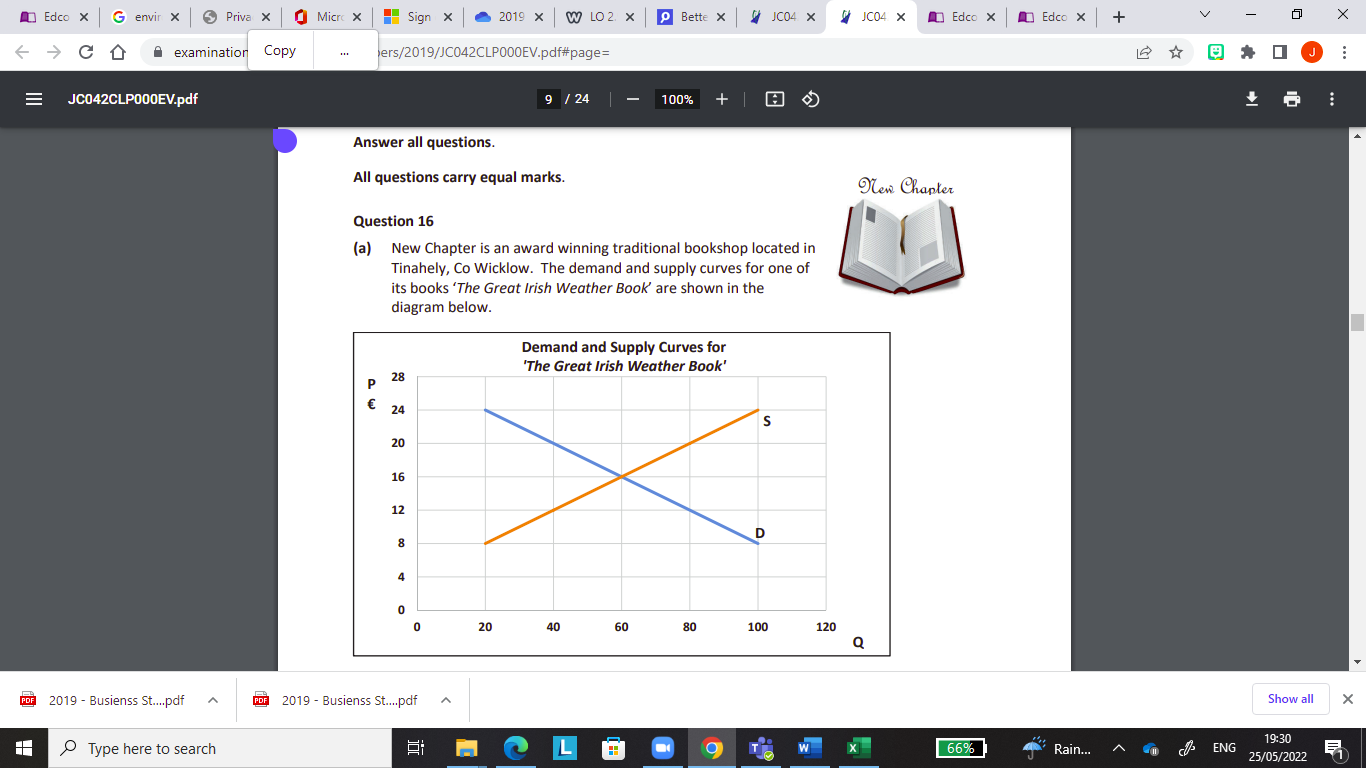 Edco
envir
Priva
Micro
Sign
2019
LO 2.
Bette
JC04
JC04
Edco
Edco
examination
pers/2019/JC042CLP000EV.pdf#page=
Copy
...
J
JC042CLP000EV.pdf
9 / 24
100%
Answer all questions.
All questions carry equal marks.
New Chapter
Question 16
(a) New Chapter is an award winning traditional bookshop located in
Tinahely, Co Wicklow. The demand and supply curves for one of
its books ‘The Great Irish Weather Book’ are shown in the
diagram below.
Demand and Supply Curves for
'The Great Irish Weather Book'
P
€
28
24
20
16
12
8
4
0
S
D
0 20 40 60 80 100 120
Q
PDF 2019 - Busienss St....pdf
PDF 2019 - Busienss St....pdf
Show all
Type here to search
L
66%
Rain...
ENG
19:30
25/05/2022
1